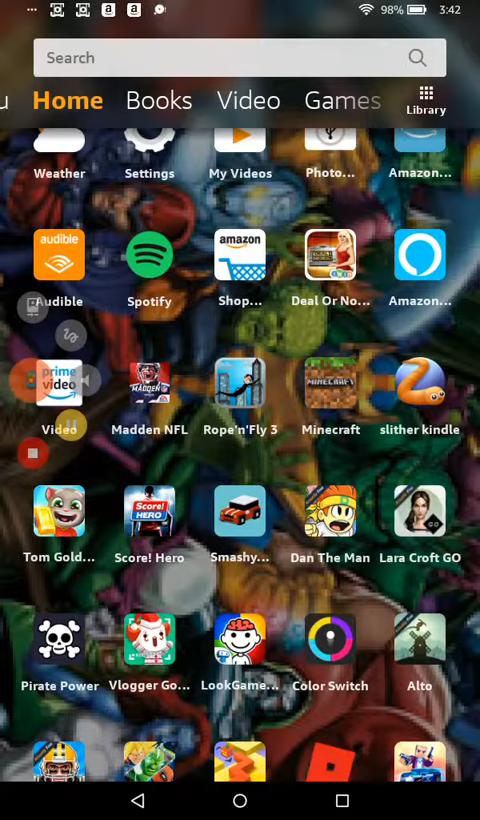 98% 3:42
Search
u Home Books Video Games Library
Weather Settings My Videos Photo... Amazon...
audible amazon
Audible Spotify Shop... Deal Or No... Amazon...
prime video MADDEN MINECRAFT
Video Madden NFL Rope'n'Fly 3 Minecraft slither kindle
Score! HERO
Tom Gold... Score! Hero Smashy... Dan The Man Lara Croft GO
Pirate Power Vlogger Go... LookGame... Color Switch Alto